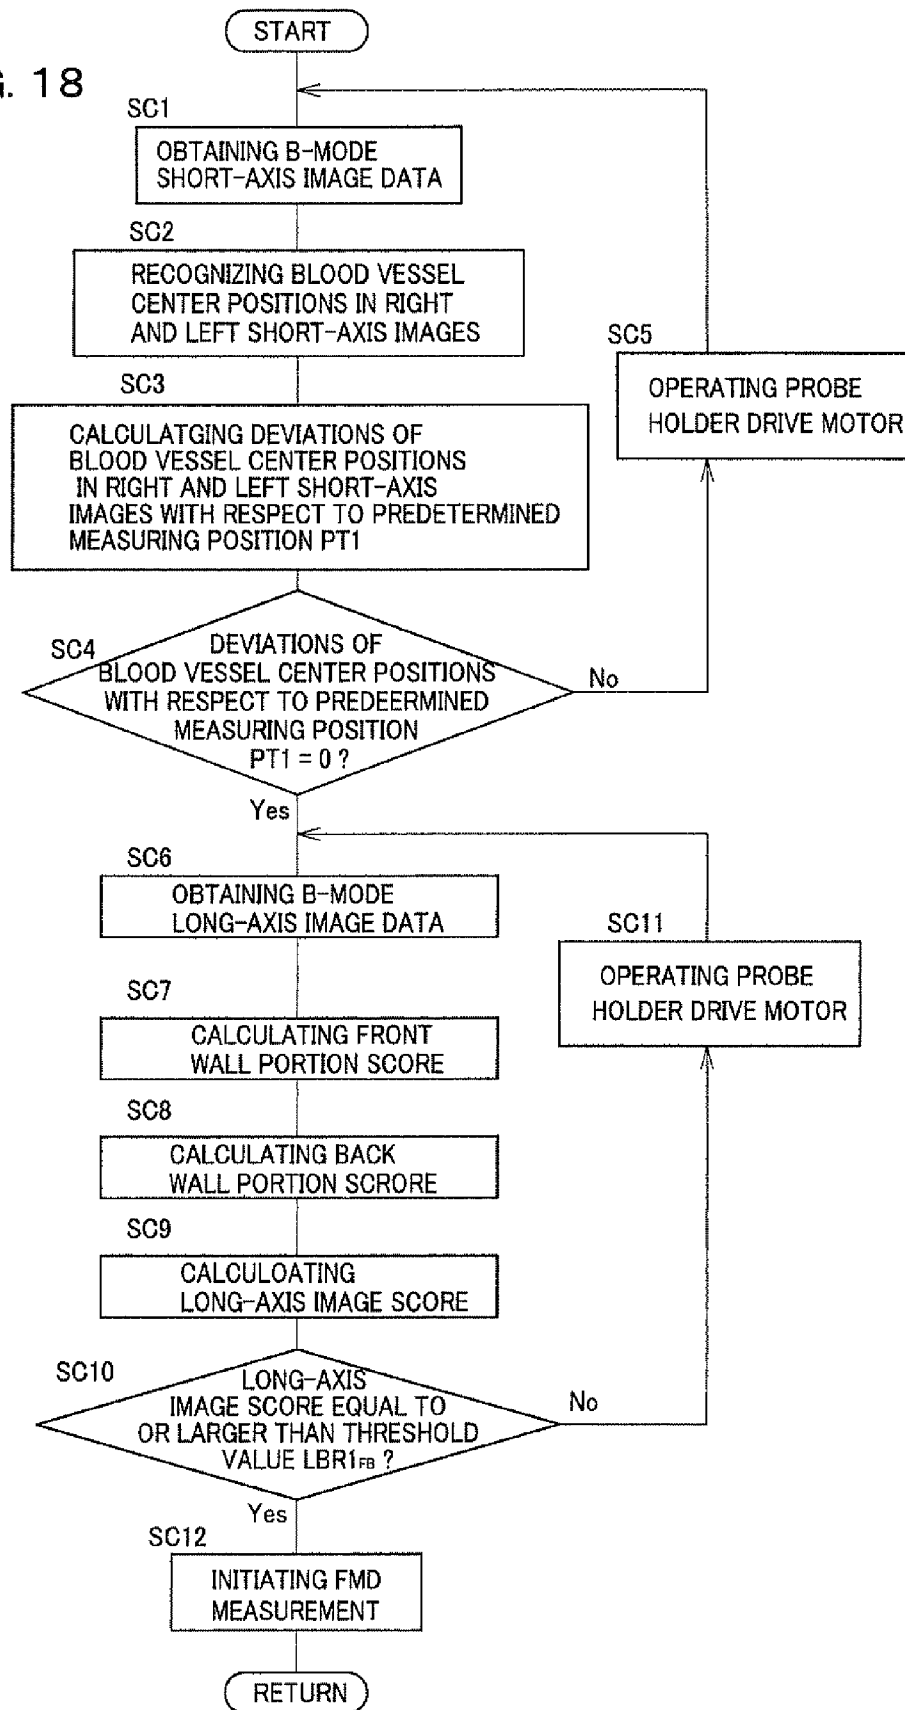 G. 18
START
SC1
OBTAINING B-MODE
SHORT-AXIS IMAGE DATA
SC2
RECOGNIZING BLOOD VESSEL
CENTER POSITIONS IN RIGHT
AND LEFT SHORT-AXIS IMAGES
SC3
CALCULATGING DEVIATIONS OF
BLOOD VESSEL CENTER POSITIONS
IN RIGHT AND LEFT SHORT-AXIS
IMAGES WITH RESPECT TO PREDETERMINED
MEASURING POSITION PT1
SC4
DEVIATIONS OF
BLOOD VESSEL CENTER POSITIONS
WITH RESPECT TO PREDEERMINED
MEASURING POSITION
PT1 = 0 ?
No
SC5
OPERATING PROBE
HOLDER DRIVE MOTOR
Yes
SC6
OBTAINING B-MODE
LONG-AXIS IMAGE DATA
SC7
CALCULATING FRONT
WALL PORTION SCORE
SC8
CALCULATING BACK
WALL PORTION SCRORE
SC9
CALCULOATING
LONG-AXIS IMAGE SCORE
SC10
LONG-AXIS
IMAGE SCORE EQUAL TO
OR LARGER THAN THRESHOLD
VALUE LBR1FB ?
No
SC11
OPERATING PROBE
HOLDER DRIVE MOTOR
Yes
SC12
INITIATING FMD
MEASUREMENT
RETURN